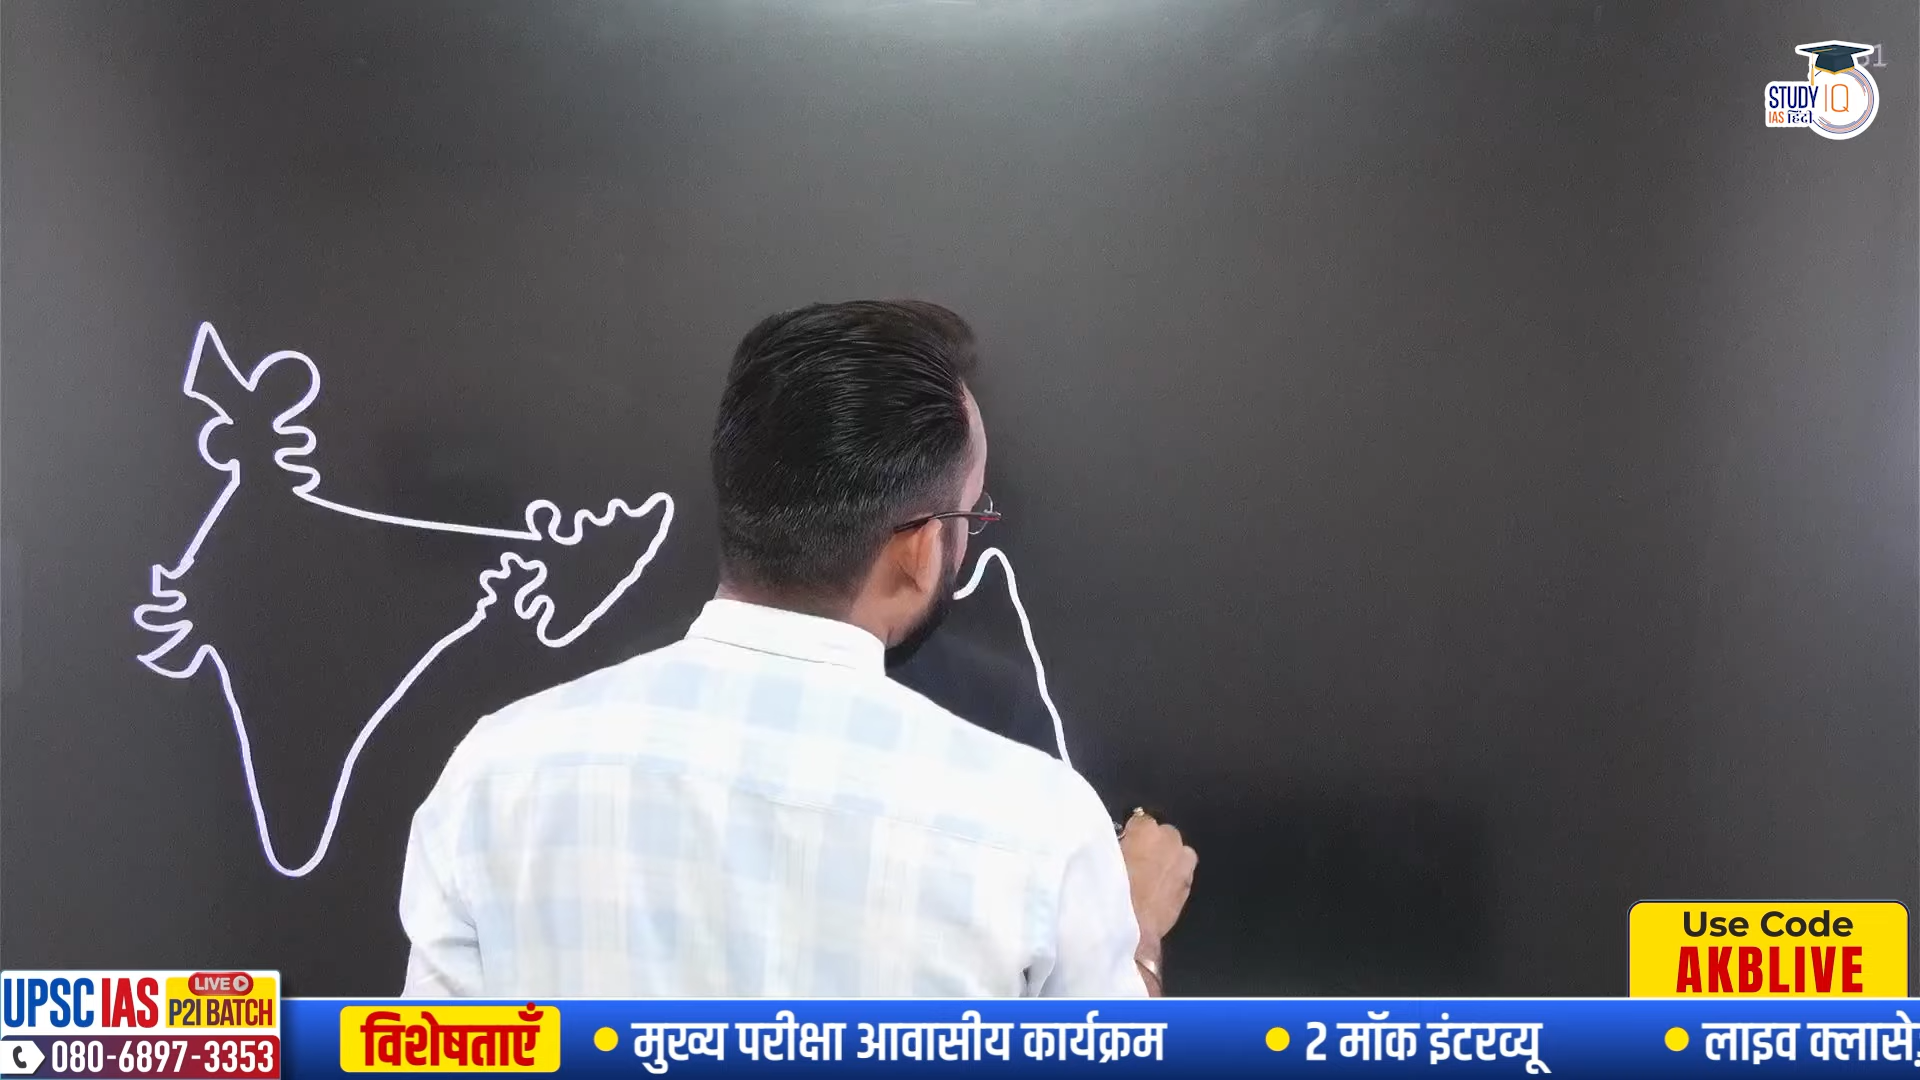 STUDY IQ
IAS हिंदी
Use Code
AKBLIVE
UPSC IAS LIVE
P2I BATCH
080-6897-3353
विशेषताएँ • मुख्य परीक्षा आवासीय कार्यक्रम • 2 मॉक इंटरव्यू • लाइव क्लासे